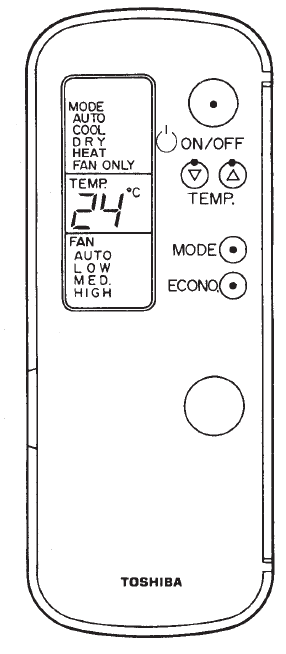 MODE
AUTO
COOL
DRY
HEAT
FAN ONLY
TEMP.
24°C
FAN
AUTO
LOW
MED.
HIGH
ON/OFF
TEMP.
MODE
ECONO.
TOSHIBA